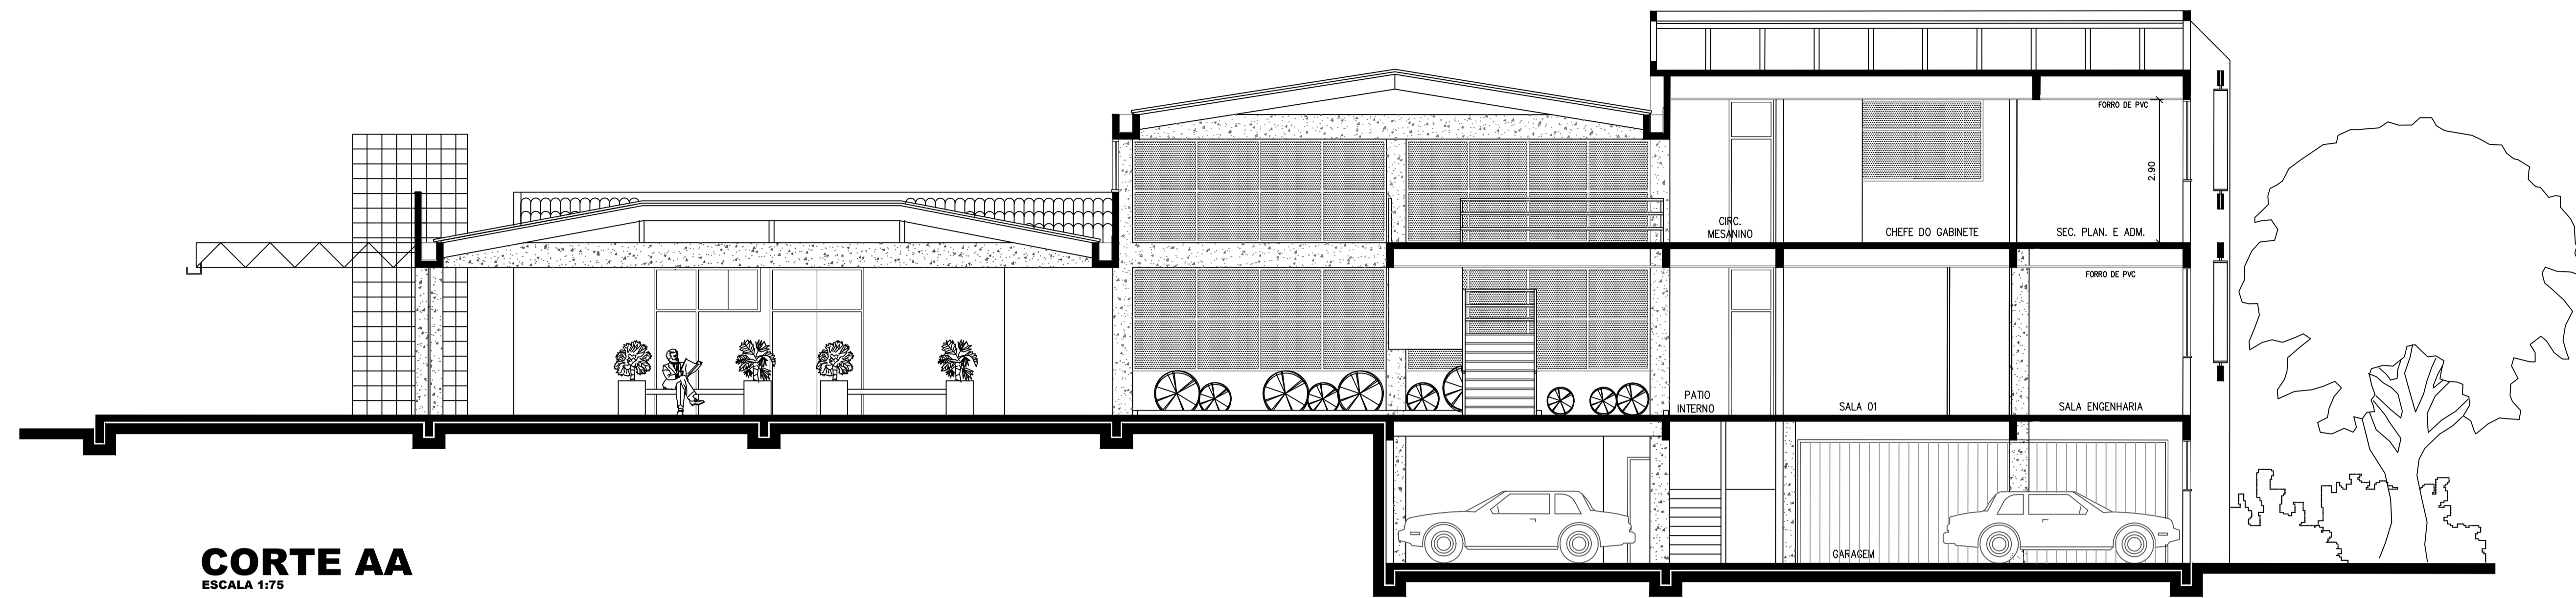 FORRO DE PVC
2.90
CIRC.
MESANINO
CHEFE DO GABINETE
SEC. PLAN. E ADM.
FORRO DE PVC
PATIO
INTERNO
SALA 01
SALA ENGENHARIA
GARAGEM
CORTE AA
ESCALA 1:75